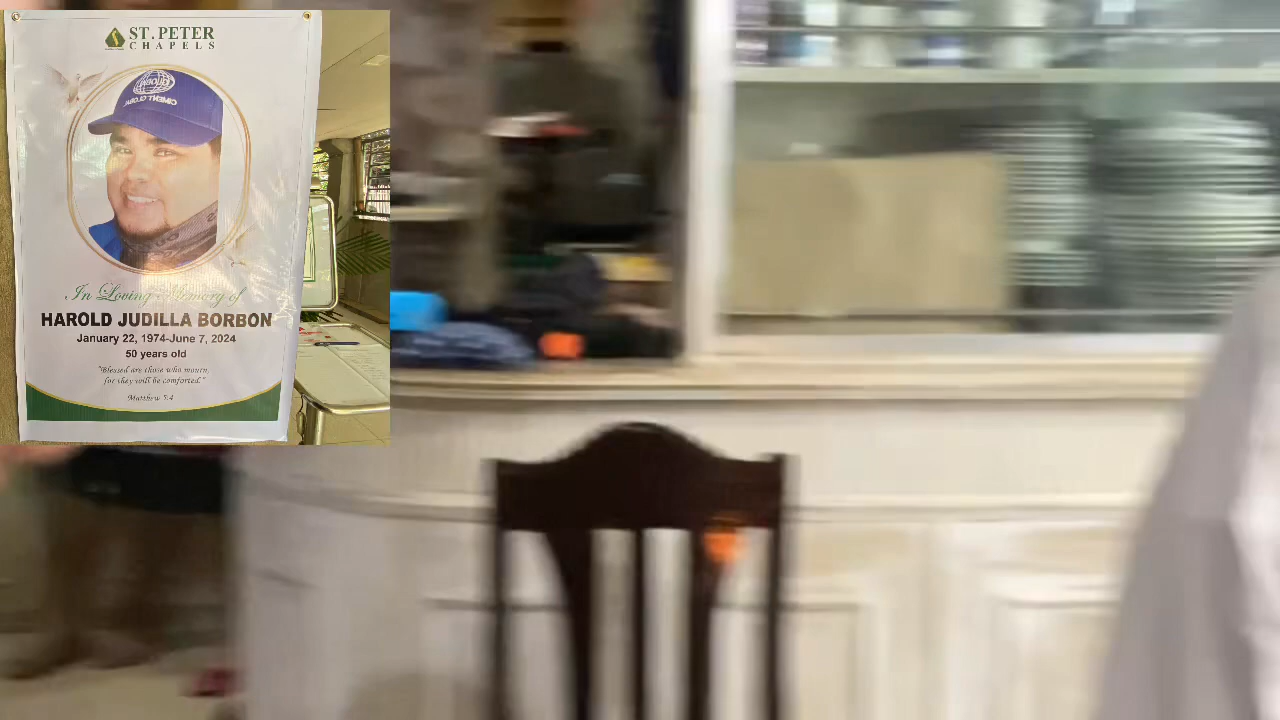 ST. PETER
CHAPELS
In Loving Memory of
HAROLD JUDILLA BORBON
January 22, 1974-June 7, 2024
50 years old
"Blessed are those who mourn,
for they will be comforted."
Matthew 5:4